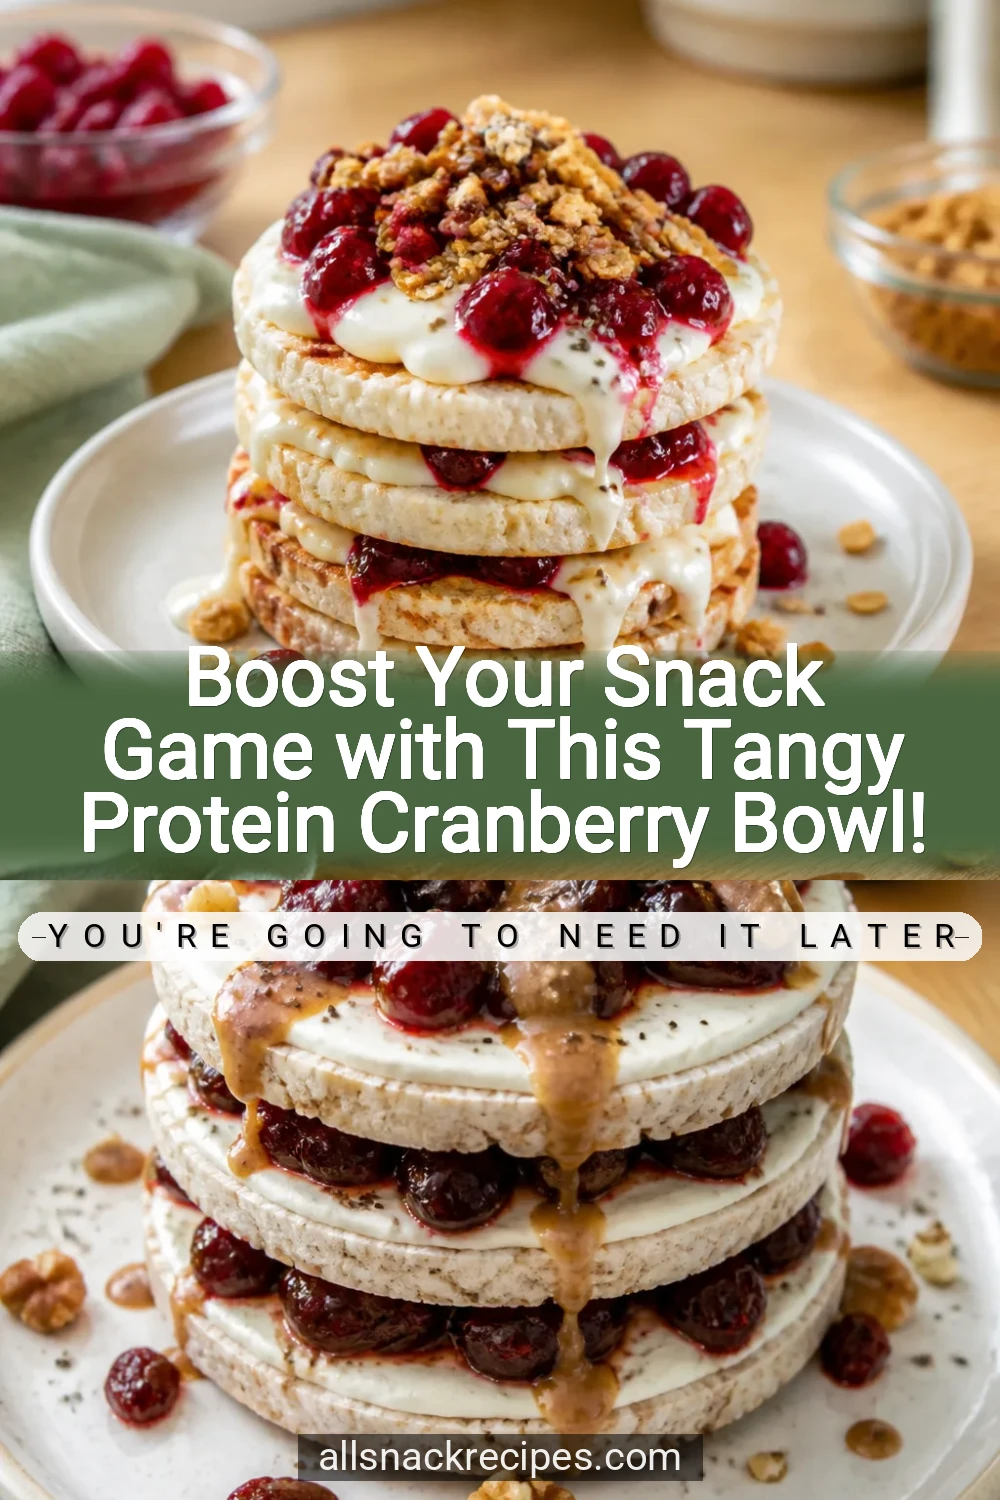 Boost Your Snack
Game with This Tangy
Protein Cranberry Bowl!
YOU'RE GOING TO NEED IT LATER
allsnackrecipes.com